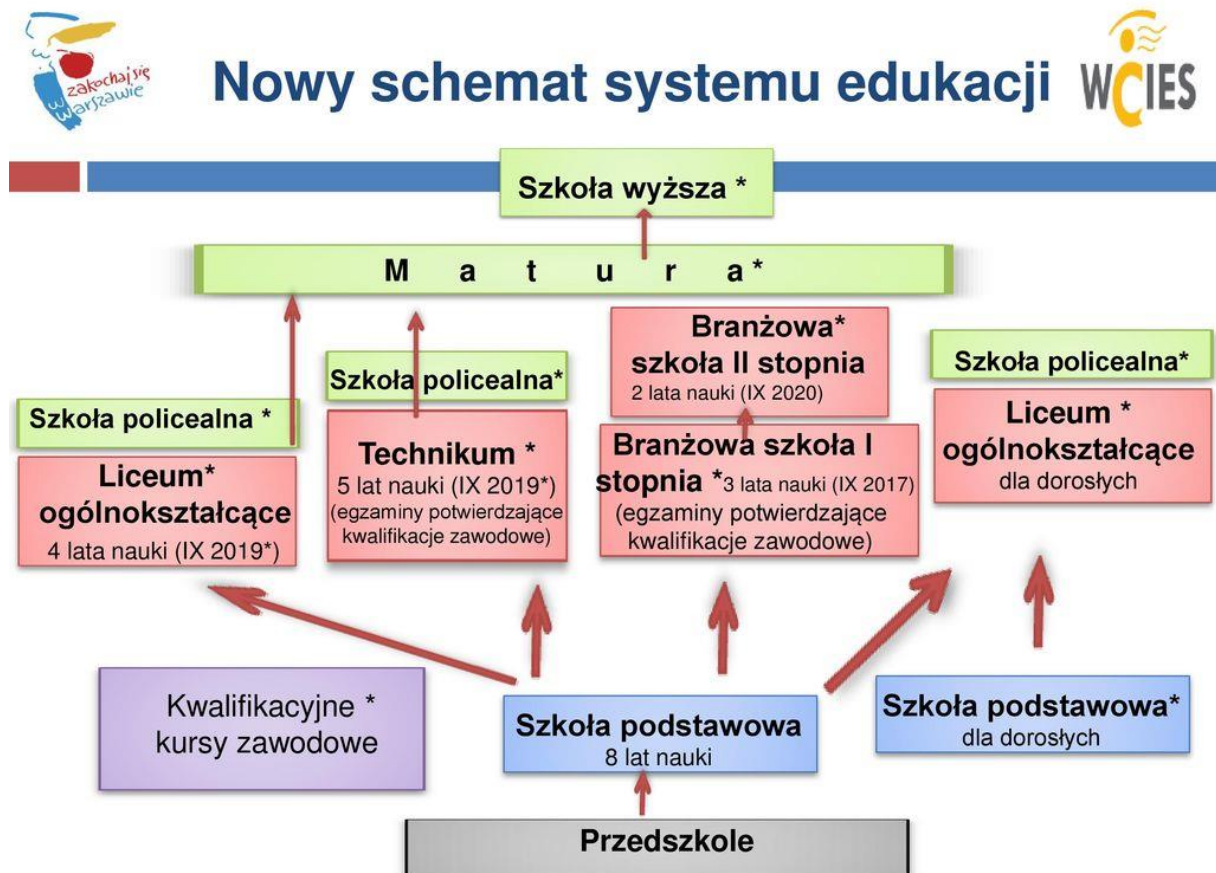 zakochaj się
w Warszawie
Nowy schemat systemu edukacji
WCIES
Szkoła wyższa *
M a t u r a *
Branżowa*
szkoła II stopnia
2 lata nauki (IX 2020)
Szkoła policealna*
Szkoła policealna*
Szkoła policealna *
Liceum*
ogólnokształcące
4 lata nauki (IX 2019*)
Technikum *
5 lat nauki (IX 2019*)
(egzaminy potwierdzające
kwalifikacje zawodowe)
Branżowa szkoła I
stopnia *3 lata nauki (IX 2017)
(egzaminy potwierdzające
kwalifikacje zawodowe)
Liceum *
ogólnokształcące
dla dorosłych
Kwalifikacyjne *
kursy zawodowe
Szkoła podstawowa
8 lat nauki
Szkoła podstawowa*
dla dorosłych
Przedszkole